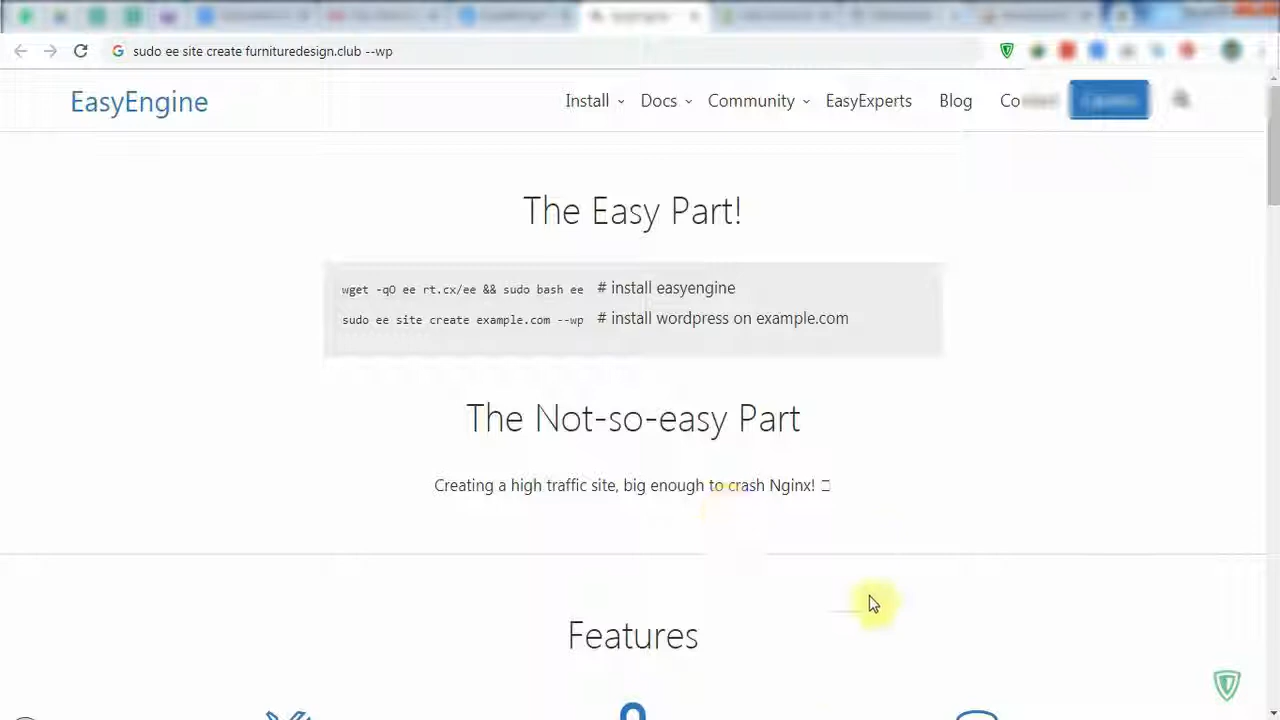 sudo ee site create furnituredesign.club --wp
EasyEngine
Install Docs Community EasyExperts Blog
The Easy Part!
wget -qO ee rt.cx/ee && sudo bash ee # install easyengine
sudo ee site create example.com --wp # install wordpress on example.com
The Not-so-easy Part
Creating a high traffic site, big enough to crash Nginx!
Features